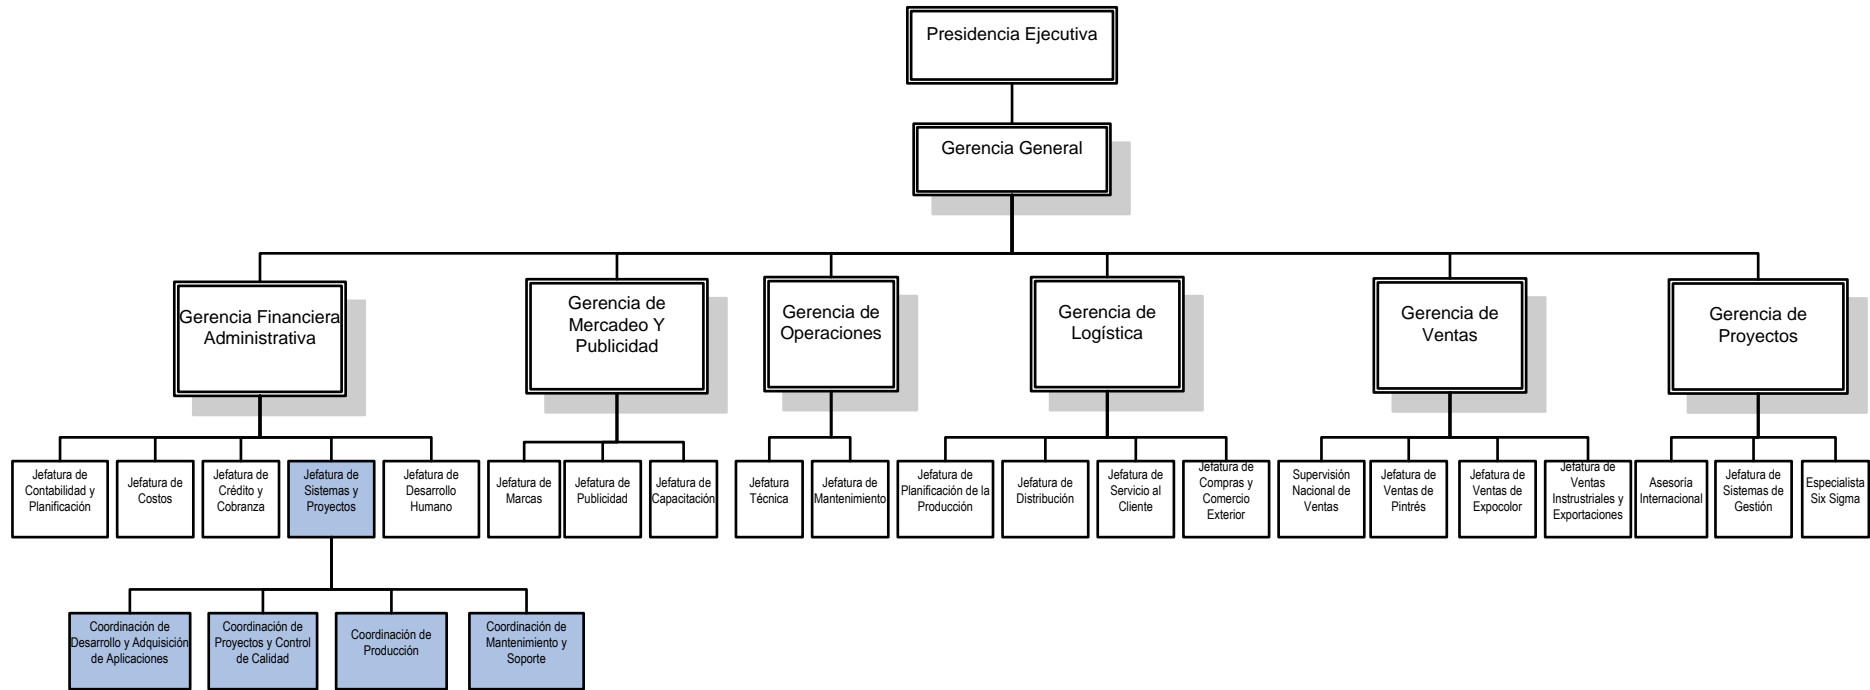 Presidencia Ejecutiva
Gerencia General
Gerencia Financiera
Administrativa
Gerencia de
Mercadeo Y
Publicidad
Gerencia de
Operaciones
Gerencia de
Logística
Gerencia de
Ventas
Gerencia de
Proyectos
Jefatura de
Contabilidad y
Planificación
Jefatura de
Costos
Jefatura de
Crédito y
Cobranza
Jefatura de
Sistemas y
Proyectos
Jefatura de
Desarrollo
Humano
Jefatura de
Marcas
Jefatura de
Publicidad
Jefatura de
Capacitación
Jefatura
Técnica
Jefatura de
Mantenimiento
Jefatura de
Planificación de la
Producción
Jefatura de
Distribución
Jefatura de
Servicio al
Cliente
Jefatura de
Compras y
Comercio
Exterior
Supervisión
Nacional de
Ventas
Jefatura de
Ventas de
Pintrés
Jefatura de
Ventas de
Expocolor
Jefatura de
Ventas
Instrustriales y
Exportaciones
Asesoría
Internacional
Jefatura de
Sistemas de
Gestión
Especialista
Six Sigma
Coordinación de
Desarrollo y Adquisición
de Aplicaciones
Coordinación de
Proyectos y Control
de Calidad
Coordinación de
Producción
Coordinación de
Mantenimiento y
Soporte